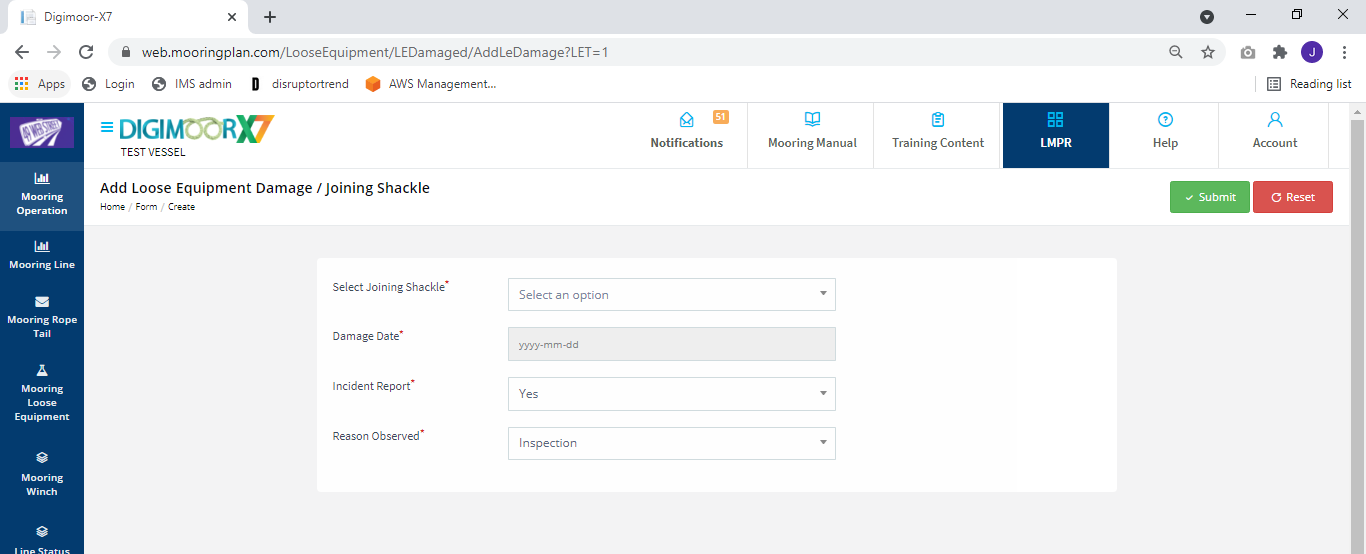 Digimoor-X7
web.mooringplan.com/LooseEquipment/LEDamaged/AddLeDamage?LET=1
J
Apps
Login
IMS admin
disruptortrend
AWS Management...
Reading list
49 WEB STREET
DIGIMOORX7
TEST VESSEL
51
Notifications
Mooring Manual
Training Content
LMPR
Help
Account
Mooring
Operation
Mooring Line
Mooring Rope
Tail
Mooring
Loose
Equipment
Mooring
Winch
Line Status
Add Loose Equipment Damage / Joining Shackle
Home / Form / Create
Submit
Reset
Select Joining Shackle*
Select an option
Damage Date*
yyyy-mm-dd
Incident Report*
Yes
Reason Observed*
Inspection